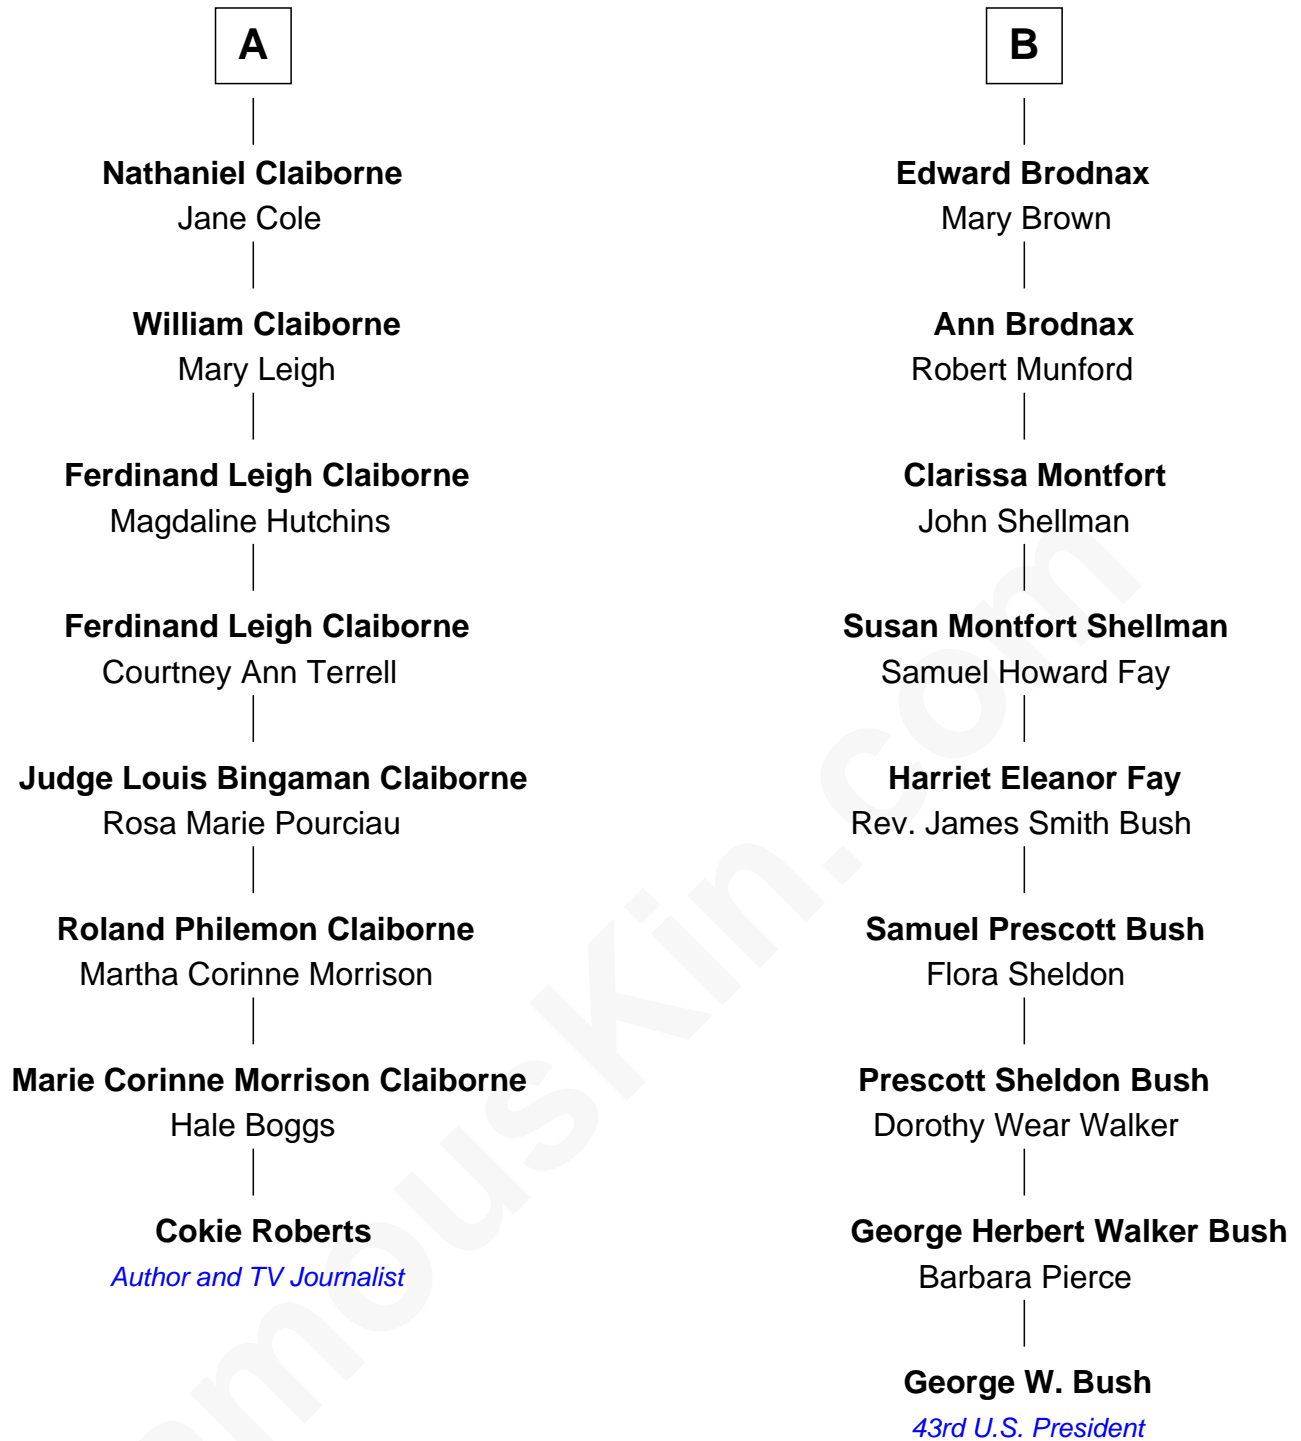 A
Nathaniel Claiborne
Jane Cole
William Claiborne
Mary Leigh
Ferdinand Leigh Claiborne
Magdaline Hutchins
Ferdinand Leigh Claiborne
Courtney Ann Terrell
Judge Louis Bingaman Claiborne
Rosa Marie Pourciau
Roland Philemon Claiborne
Martha Corinne Morrison
Marie Corinne Morrison Claiborne
Hale Boggs
Cokie Roberts
Author and TV Journalist
B
Edward Brodnax
Mary Brown
Ann Brodnax
Robert Munford
Clarissa Montfort
John Shellman
Susan Montfort Shellman
Samuel Howard Fay
Harriet Eleanor Fay
Rev. James Smith Bush
Samuel Prescott Bush
Flora Sheldon
Prescott Sheldon Bush
Dorothy Wear Walker
George Herbert Walker Bush
Barbara Pierce
George W. Bush
43rd U.S. President
amousKin.com